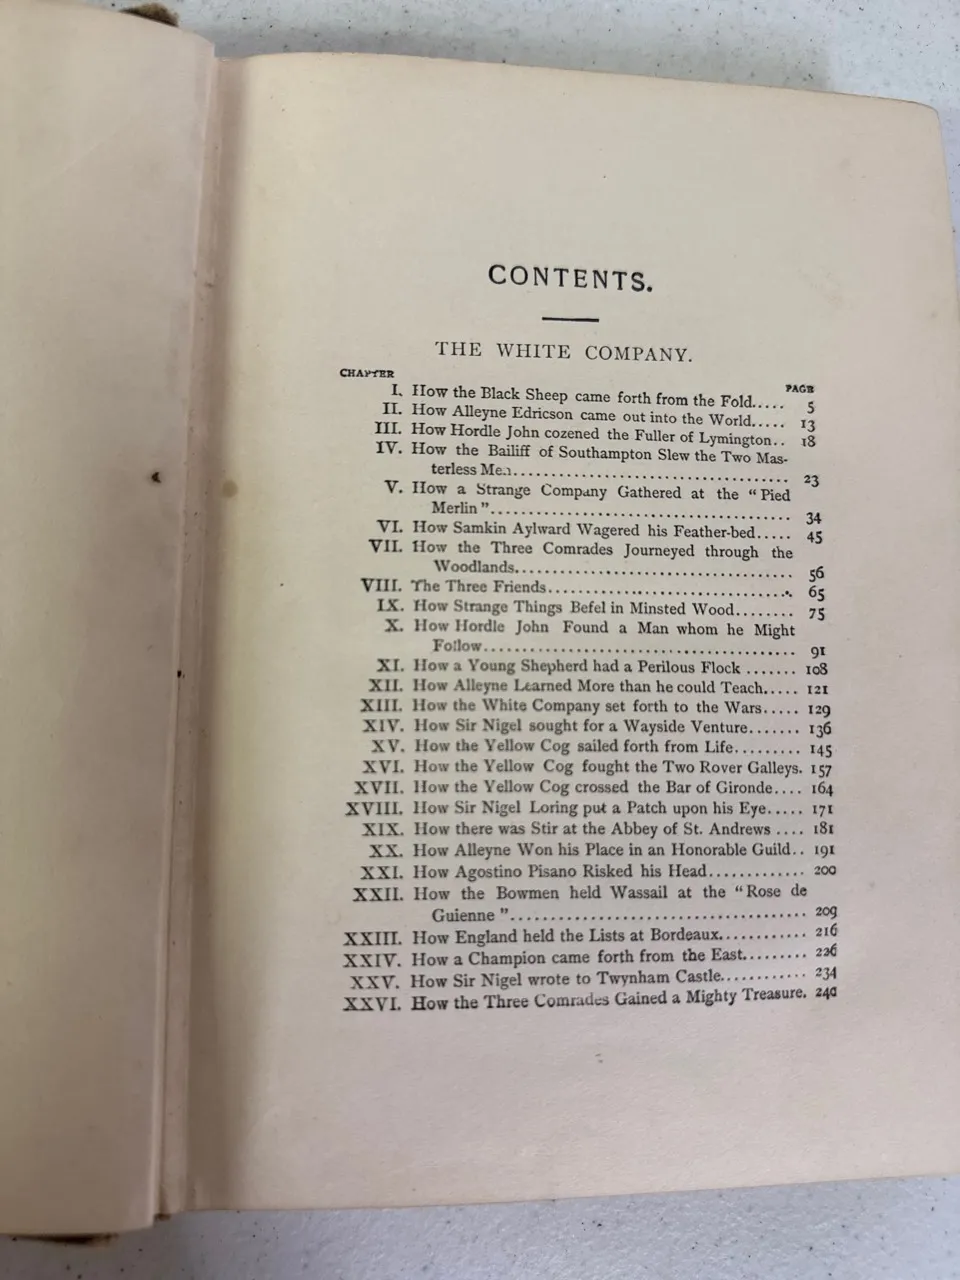 CONTENTS.
THE WHITE COMPANY.
CHAPTER PAGE
I. How the Black Sheep came forth from the Fold..... 5
II. How Alleyne Edricson came out into the World..... 13
III. How Hordle John cozened the Fuller of Lymington.. 18
IV. How the Bailiff of Southampton Slew the Two Mas-
terless Men....................................... 23
V. How a Strange Company Gathered at the "Pied
Merlin"....................................... 34
VI. How Samkin Aylward Wagered his Feather-bed..... 45
VII. How the Three Comrades Journeyed through the
Woodlands.................................... 56
VIII. The Three Friends................................ 65
IX. How Strange Things Befel in Minsted Wood........ 75
X. How Hordle John Found a Man whom he Might
Follow........................................ 91
XI. How a Young Shepherd had a Perilous Flock ....... 108
XII. How Alleyne Learned More than he could Teach..... 121
XIII. How the White Company set forth to the Wars..... 129
XIV. How Sir Nigel sought for a Wayside Venture....... 136
XV. How the Yellow Cog sailed forth from Life......... 145
XVI. How the Yellow Cog fought the Two Rover Galleys. 157
XVII. How the Yellow Cog crossed the Bar of Gironde.... 164
XVIII. How Sir Nigel Loring put a Patch upon his Eye..... 171
XIX. How there was Stir at the Abbey of St. Andrews .... 181
XX. How Alleyne Won his Place in an Honorable Guild.. 191
XXI. How Agostino Pisano Risked his Head............ 200
XXII. How the Bowmen held Wassail at the "Rose de
Guienne"..................................... 209
XXIII. How England held the Lists at Bordeaux............ 216
XXIV. How a Champion came forth from the East......... 226
XXV. How Sir Nigel wrote to Twynham Castle............ 234
XXVI. How the Three Comrades Gained a Mighty Treasure. 240